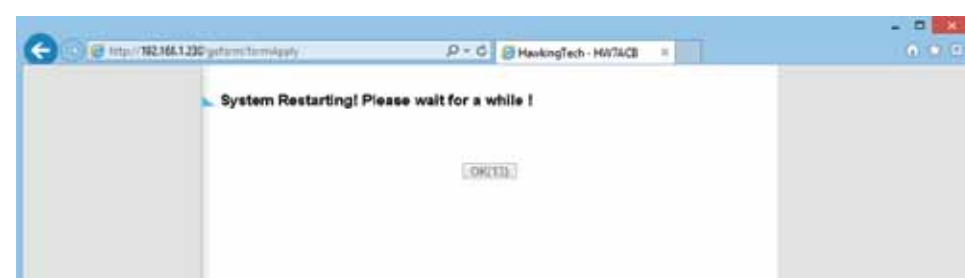 http://192.168.1.230/goform/formApply
HawkingTech - HW7ACB
System Restarting! Please wait for a while !
OK(13)